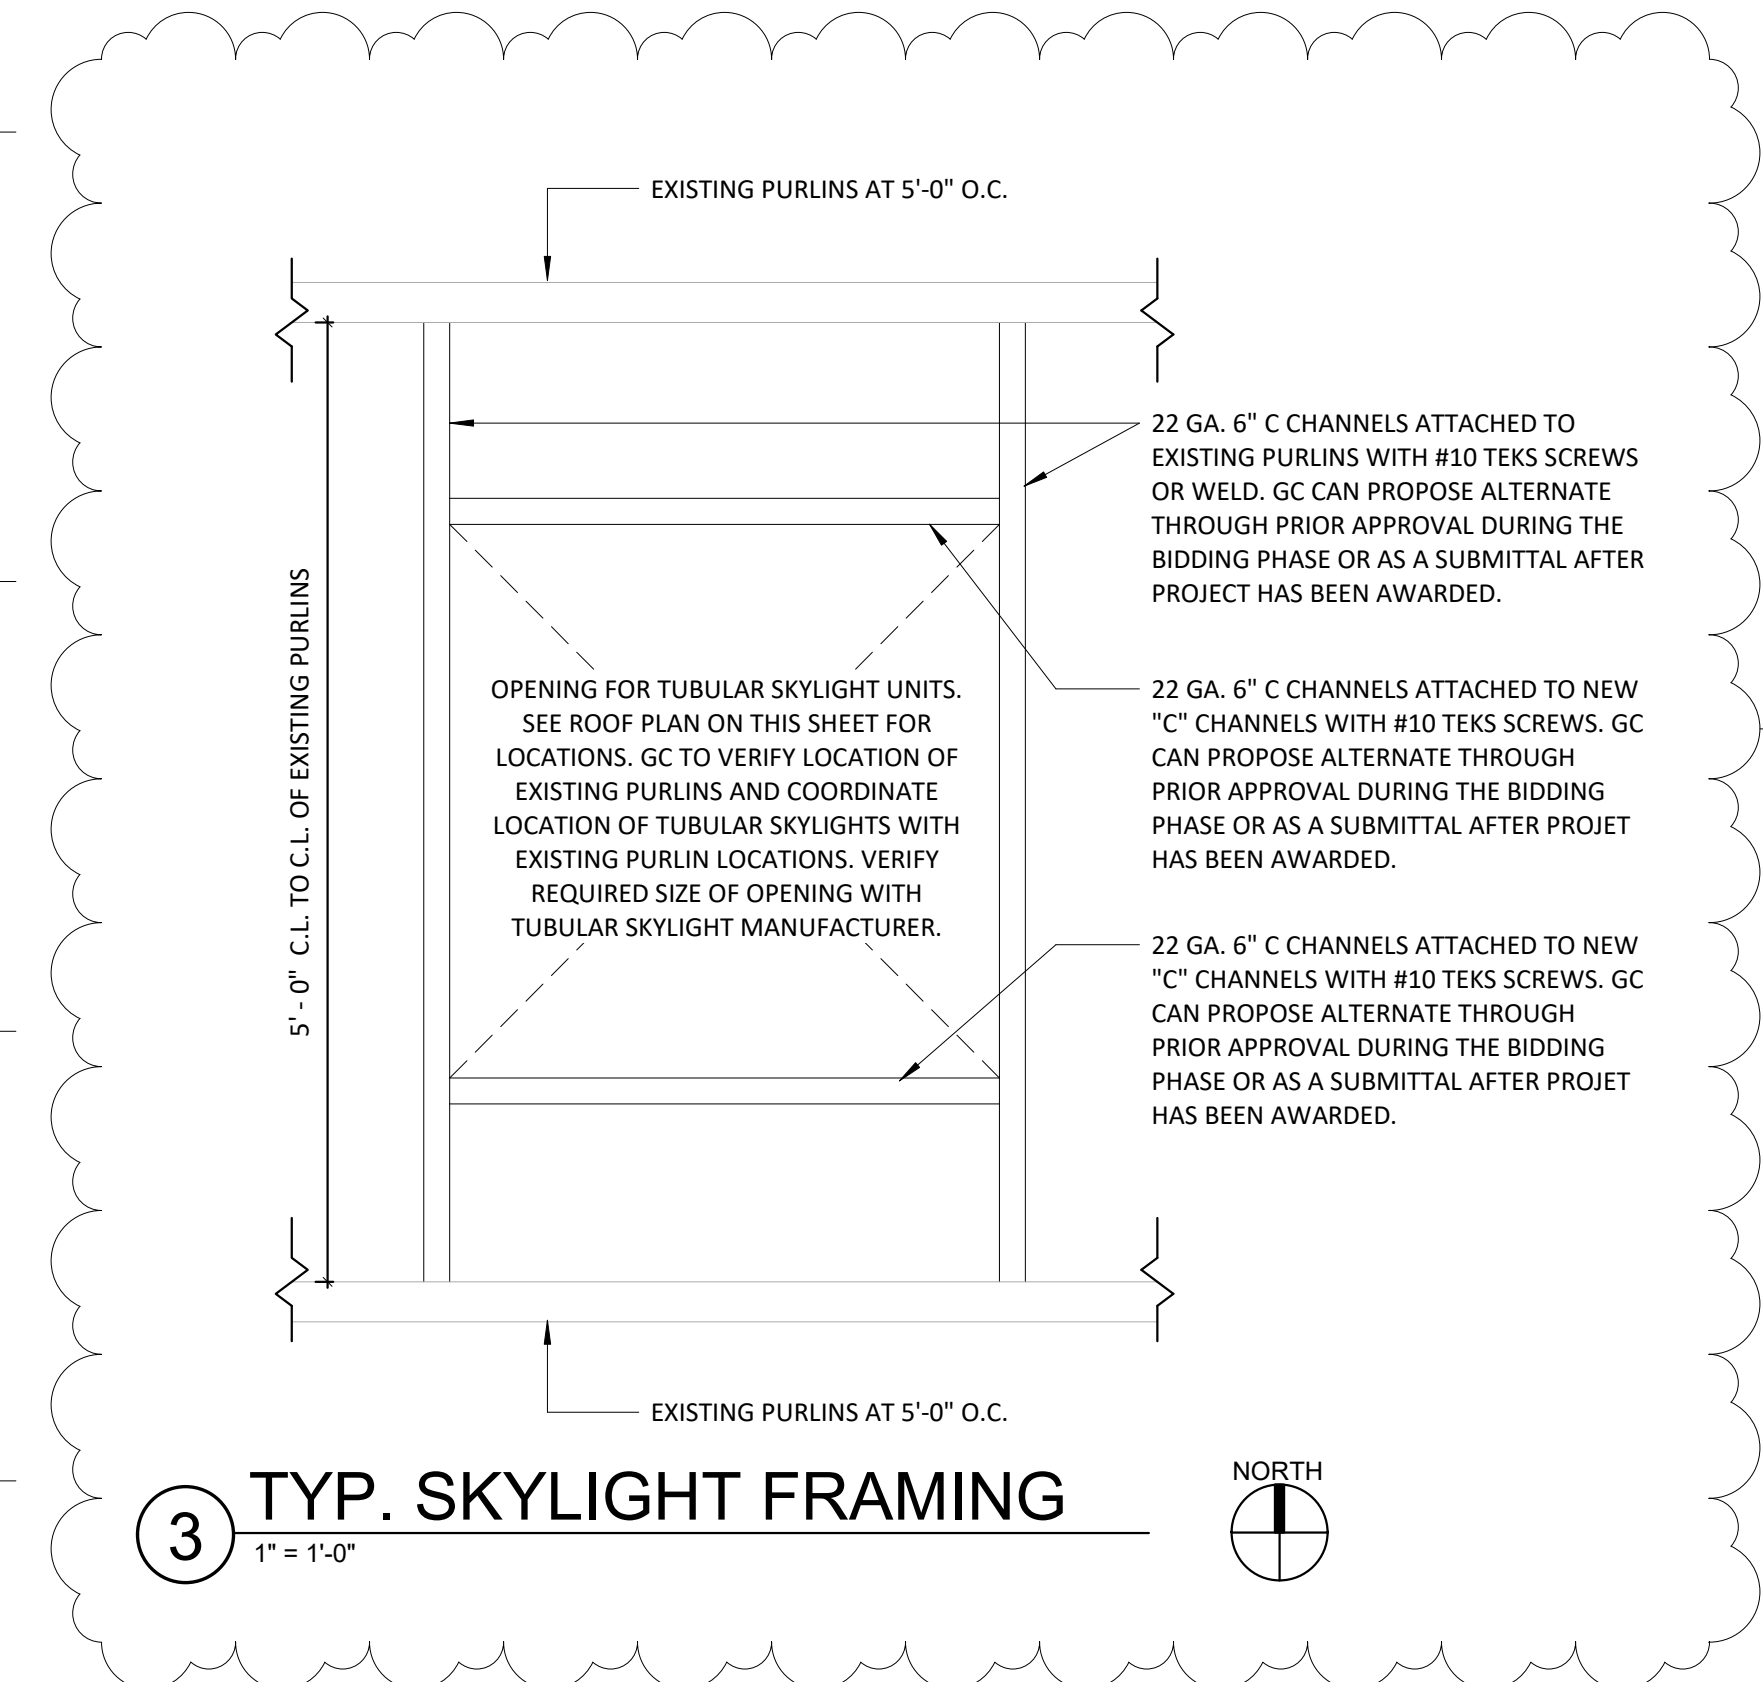 EXISTING PURLINS AT 5'-0" O.C.
22 GA. 6" C CHANNELS ATTACHED TO
EXISTING PURLINS WITH #10 TEKS SCREWS
OR WELD. GC CAN PROPOSE ALTERNATE
THROUGH PRIOR APPROVAL DURING THE
BIDDING PHASE OR AS A SUBMITTAL AFTER
PROJECT HAS BEEN AWARDED.
5' - 0" C.L. TO C.L. OF EXISTING PURLINS
OPENING FOR TUBULAR SKYLIGHT UNITS.
SEE ROOF PLAN ON THIS SHEET FOR
LOCATIONS. GC TO VERIFY LOCATION OF
EXISTING PURLINS AND COORDINATE
LOCATION OF TUBULAR SKYLIGHTS WITH
EXISTING PURLIN LOCATIONS. VERIFY
REQUIRED SIZE OF OPENING WITH
TUBULAR SKYLIGHT MANUFACTURER.
22 GA. 6" C CHANNELS ATTACHED TO NEW
"C" CHANNELS WITH #10 TEKS SCREWS. GC
CAN PROPOSE ALTERNATE THROUGH
PRIOR APPROVAL DURING THE BIDDING
PHASE OR AS A SUBMITTAL AFTER PROJET
HAS BEEN AWARDED.
22 GA. 6" C CHANNELS ATTACHED TO NEW
"C" CHANNELS WITH #10 TEKS SCREWS. GC
CAN PROPOSE ALTERNATE THROUGH
PRIOR APPROVAL DURING THE BIDDING
PHASE OR AS A SUBMITTAL AFTER PROJET
HAS BEEN AWARDED.
EXISTING PURLINS AT 5'-0" O.C.
3
TYP. SKYLIGHT FRAMING
1" = 1'-0"
NORTH